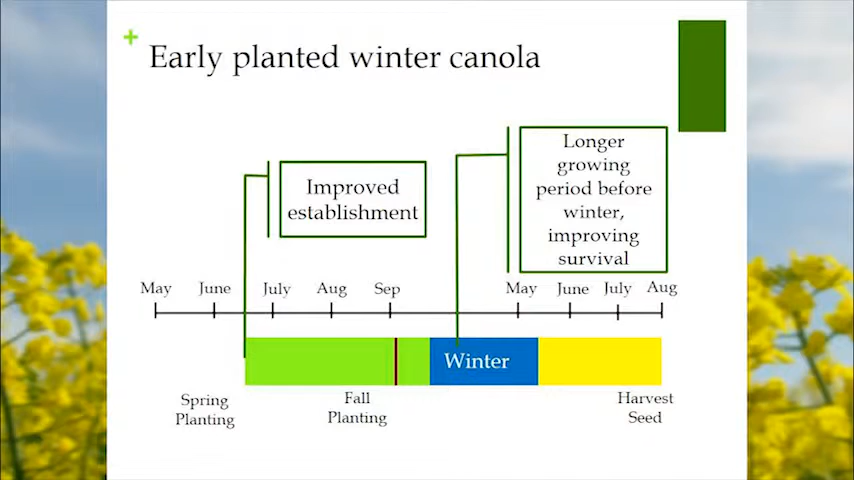 +
Early planted winter canola
Improved
establishment
Longer
growing
period before
winter,
improving
survival
May June July Aug Sep May June July Aug
Winter
Spring
Planting
Fall
Planting
Harvest
Seed